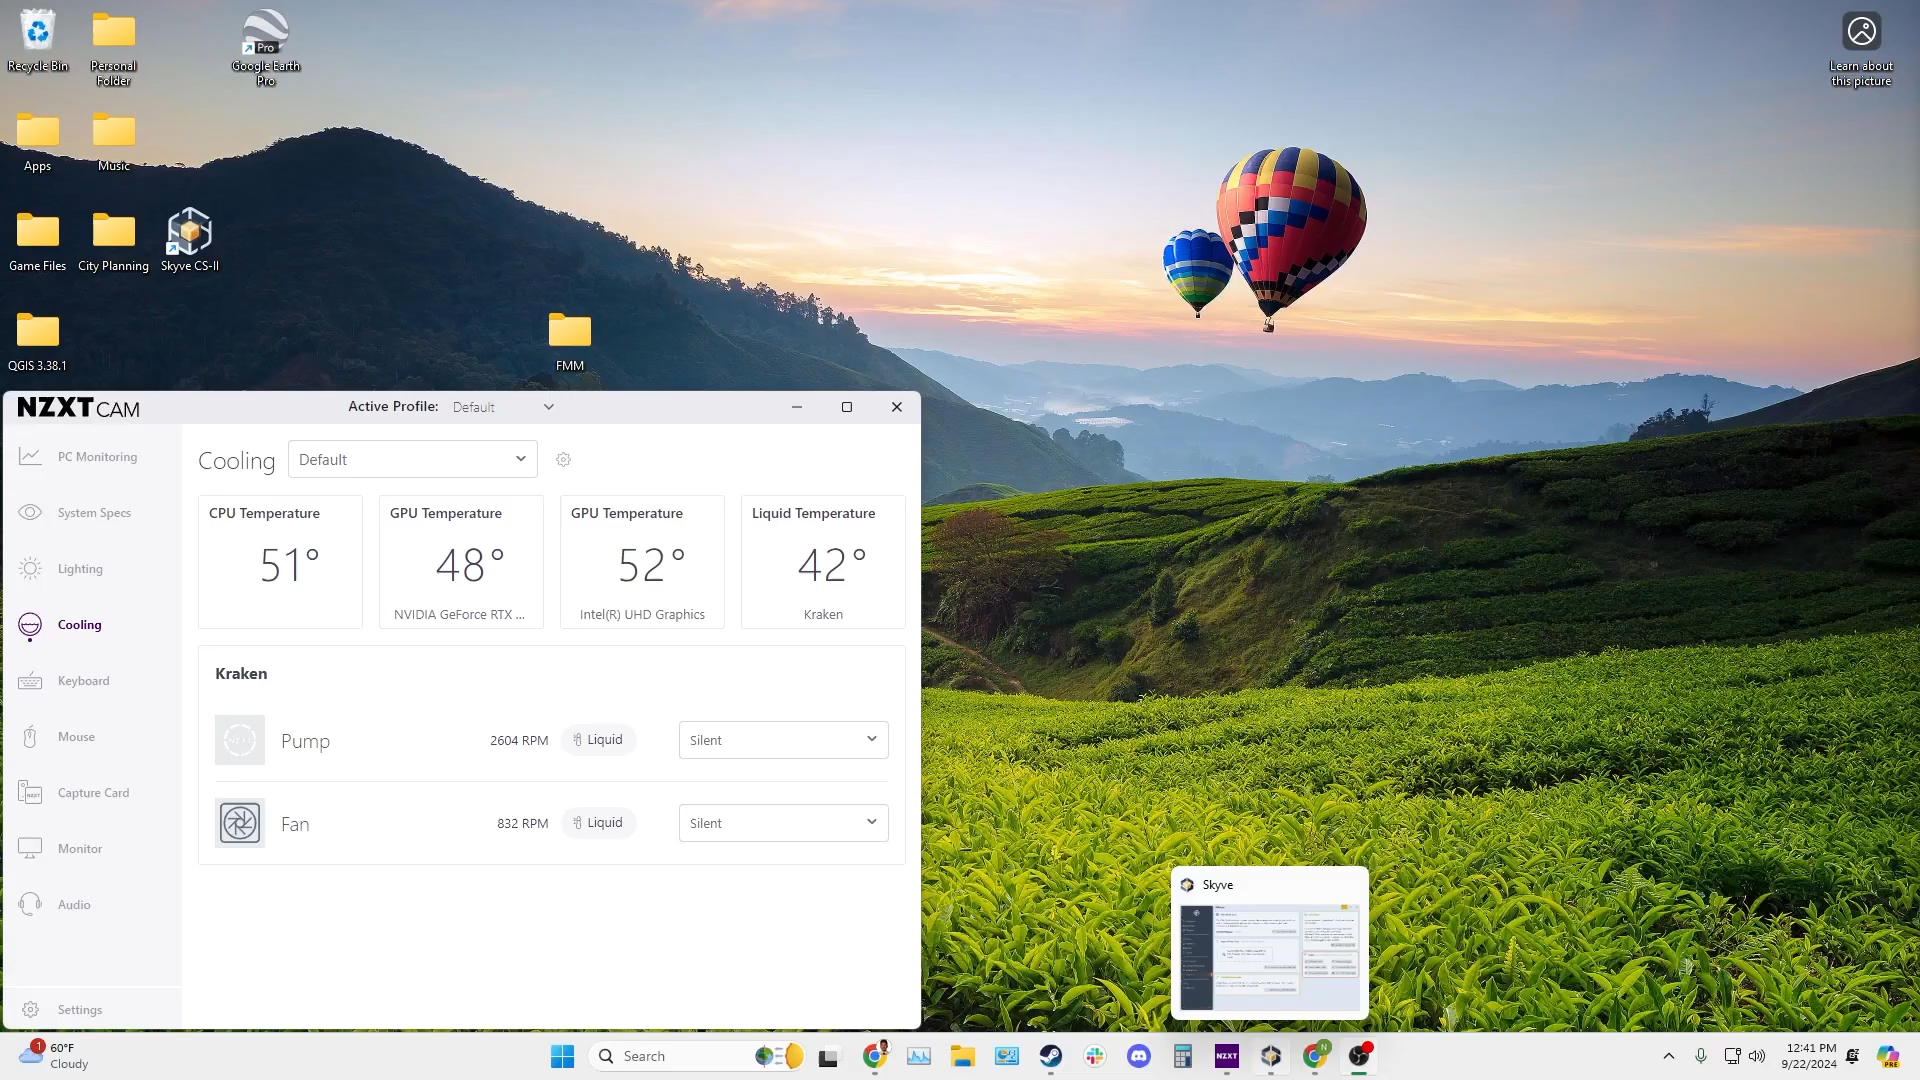 Recycle Bin
Personal
Folder
Pro
Google Earth
Pro
Learn about
this picture
Apps
Music
Game Files
City Planning
Skyve CS-II
QGIS 3.38.1
FMM
NZXT CAM
Active Profile:
Default
PC Monitoring
System Specs
Lighting
Cooling
Keyboard
Mouse
Capture Card
Monitor
Audio
Settings
Cooling
Default
CPU Temperature
51°
GPU Temperature
48°
NVIDIA GeForce RTX ...
GPU Temperature
52°
Intel(R) UHD Graphics
Liquid Temperature
42°
Kraken
Kraken
Pump
2604 RPM
Liquid
Silent
Fan
832 RPM
Liquid
Silent
Skyve
1
60°F
Cloudy
Search
NZXT
N
12:41 PM
9/22/2024
PRE